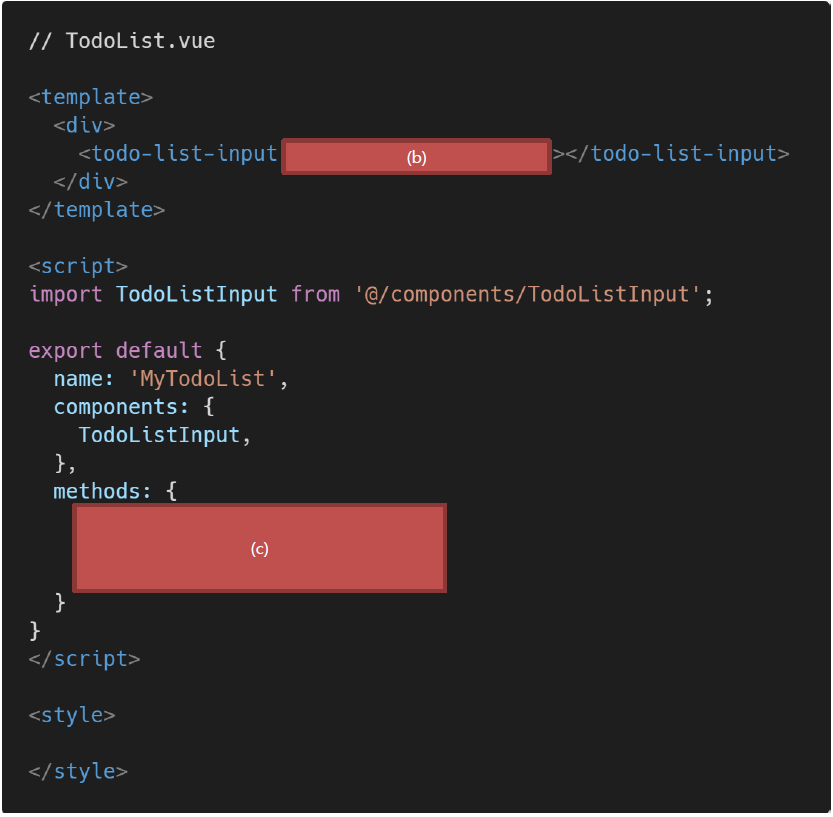 // TodoList.vue
<template>
<div>
<todo-list-input (b) ></todo-list-input>
</div>
</template>
<script>
import TodoListInput from '@/components/TodoListInput';
export default {
name: 'MyTodoList',
components: {
TodoListInput,
},
methods: {
(c)
}
}
</script>
<style>
</style>